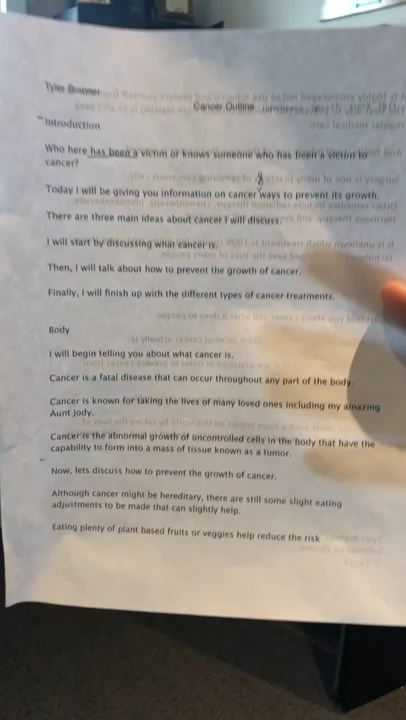 Tyler
Cancer Outline
Introduction
Who here has been a victim or knows someone who has been a victim to
cancer?
Today I will be giving you information on cancer ways to prevent its growth.
There are three main ideas about cancer I will discuss.
I will start by discussing what cancer is.
Then, I will talk about how to prevent the growth of cancer.
Finally, I will finish up with the different types of cancer treatments.
Body
I will begin telling you about what cancer is.
Cancer is a fatal disease that can occur throughout any part of the body.
Cancer is known for taking the lives of many loved ones including my amazing
Aunt Jody.
Cancer is the abnormal growth of uncontrolled cells in the body that have the
capability to form into a mass of tissue known as a tumor.
Now, lets discuss how to prevent the growth of cancer.
Although cancer might be hereditary, there are still some slight eating
adjustments to be made that can slightly help.
Eating plenty of plant based fruits or veggies help reduce the risk